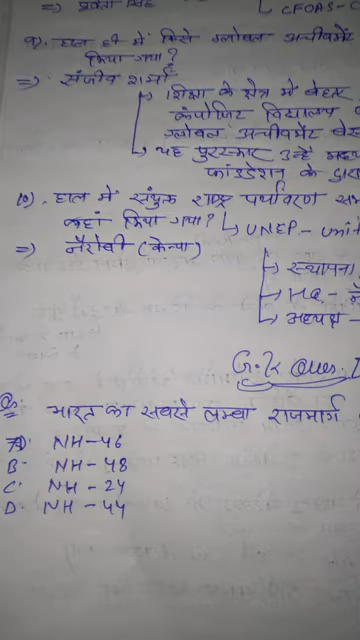 => प्रवीण सिंह
CFOAS-C
9). हाल ही में किसे ग्लोबल अचीवमेंट
किया गया?
=> संजीव शर्मा
शिक्षा के क्षेत्र में बेहतर
कंपोजिट विद्यालय
ग्लोबल अचीवमेंट बेस्
यह पुरस्कार उन्हें
फाउंडेशन के द्वारा
10). हाल में संयुक्त राष्ट्र पर्यावरण सभ
कहां किया गया?
UNEP - Unit
=> नैरोबी (केन्या)
स्थापना
HQ - नै
अध्यक्ष -
G.K Ques.
Q:- भारत का सबसे लम्बा राजमार्ग
A. NH-46
B. NH-48
C. NH-24
D. NH-44